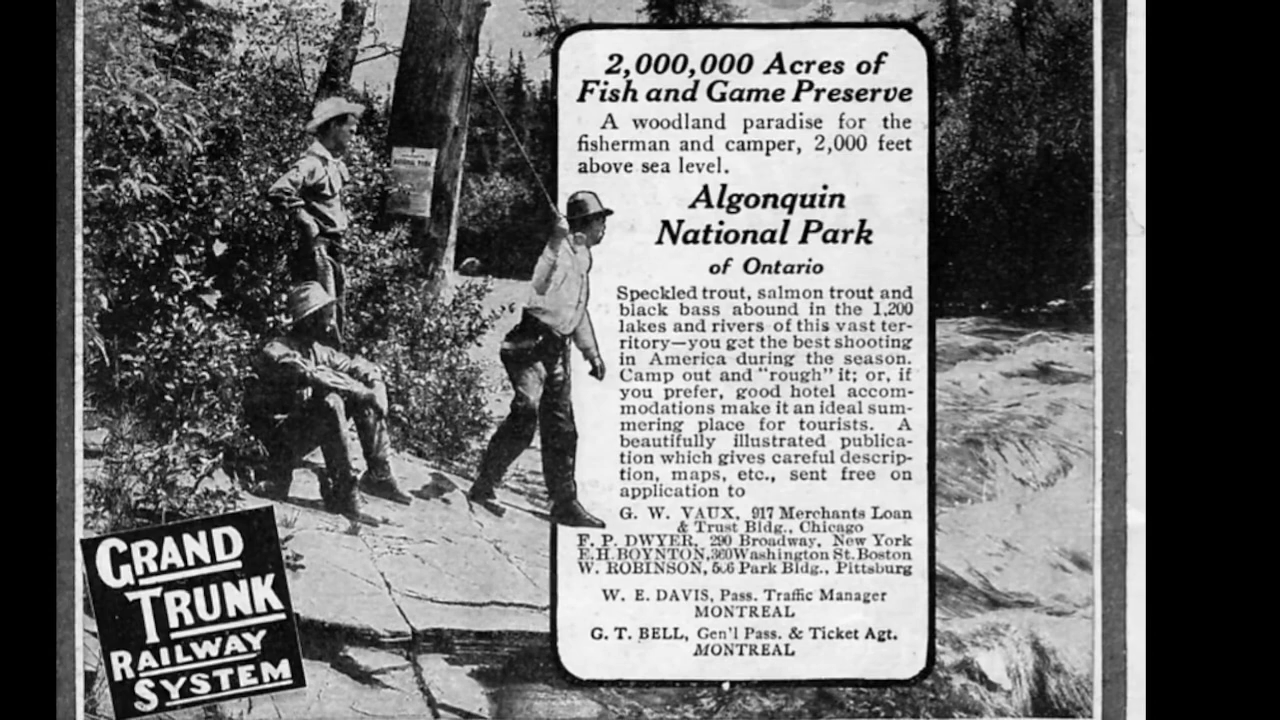 2,000,000 Acres of
Fish and Game Preserve
A woodland paradise for the
fisherman and camper, 2,000 feet
above sea level.
Algonquin
National Park
of Ontario
Speckled trout, salmon trout and
black bass abound in the 1,200
lakes and rivers of this vast ter-
ritory—you get the best shooting
in America during the season.
Camp out and "rough" it; or, if
you prefer, good hotel accom-
modations make it an ideal sum-
mering place for tourists. A
beautifully illustrated publica-
tion which gives careful descrip-
tion, maps, etc., sent free on
application to
G. W. VAUX, 917 Merchants Loan
& Trust Bldg., Chicago
F. P. DWYER, 290 Broadway, New York
E. H. BOYNTON, 360 Washington St. Boston
W. ROBINSON, Park Bldg., Pittsburg
W. E. DAVIS, Pass. Traffic Manager
MONTREAL
G. T. BELL, Gen'l Pass. & Ticket Agt.
MONTREAL
GRAND
TRUNK
RAILWAY
SYSTEM
NATIONAL PARK